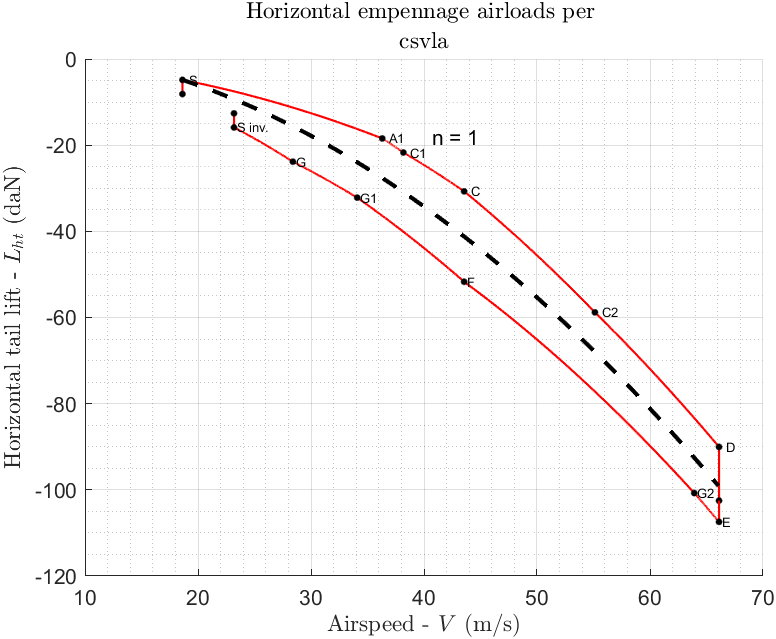 Horizontal empennage airloads per
csvla
0
-20
-40
-60
-80
-100
-120
10
20
30
40
50
60
70
Horizontal tail lift - L_ht (daN)
Airspeed - V (m/s)
S
S inv.
A1
C1
n = 1
G
G1
C
F
C2
D
G2
E